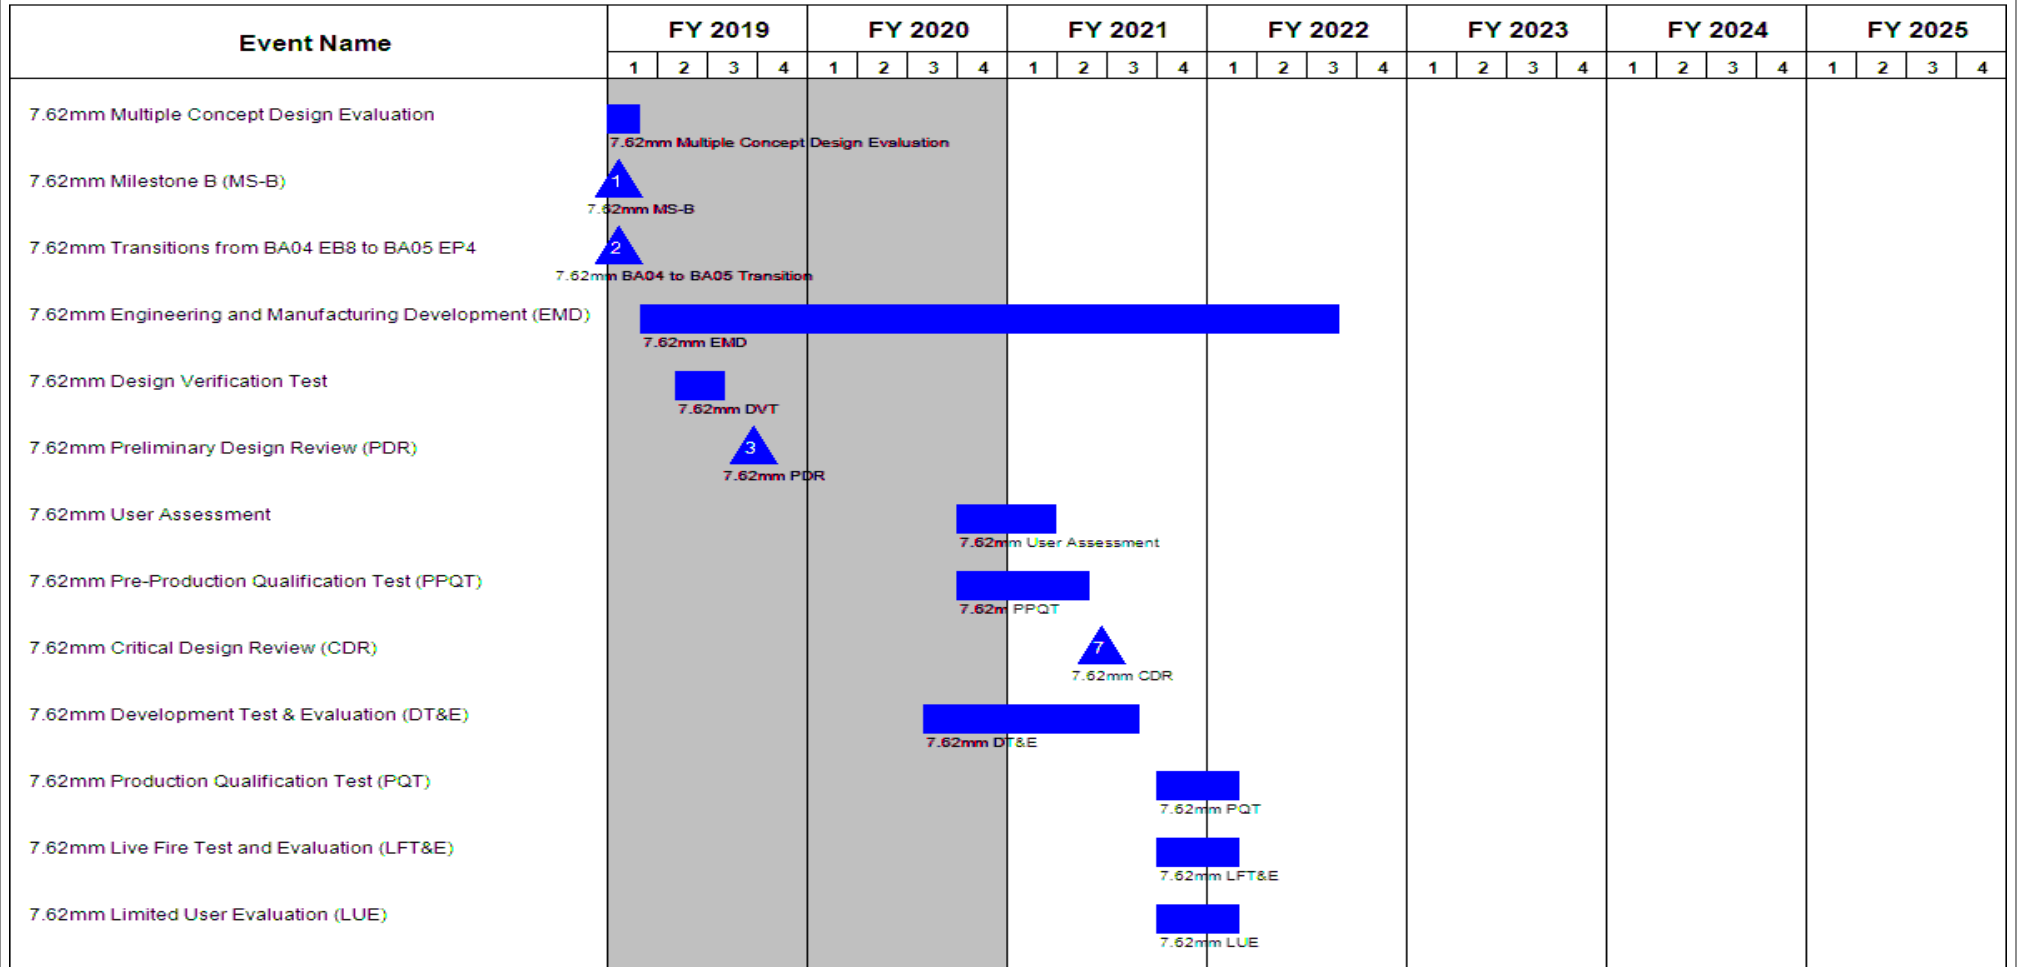 Event Name FY 2019 FY 2020 FY 2021 FY 2022 FY 2023 FY 2024 FY 2025
1 2 3 4 1 2 3 4 1 2 3 4 1 2 3 4 1 2 3 4 1 2 3 4 1 2 3 4
7.62mm Multiple Concept Design Evaluation
7.62mm Multiple Concept Design Evaluation
7.62mm Milestone B (MS-B) 1
7.62mm MS-B
7.62mm Transitions from BA04 EB8 to BA05 EP4 2
7.62mm BA04 to BA05 Transition
7.62mm Engineering and Manufacturing Development (EMD)
7.62mm EMD
7.62mm Design Verification Test
7.62mm DVT
7.62mm Preliminary Design Review (PDR) 3
7.62mm PDR
7.62mm User Assessment
7.62mm User Assessment
7.62mm Pre-Production Qualification Test (PPQT)
7.62m PPQT
7.62mm Critical Design Review (CDR) 7
7.62mm CDR
7.62mm Development Test & Evaluation (DT&E)
7.62mm DT&E
7.62mm Production Qualification Test (PQT)
7.62mm PQT
7.62mm Live Fire Test and Evaluation (LFT&E)
7.62mm LFT&E
7.62mm Limited User Evaluation (LUE)
7.62mm LUE